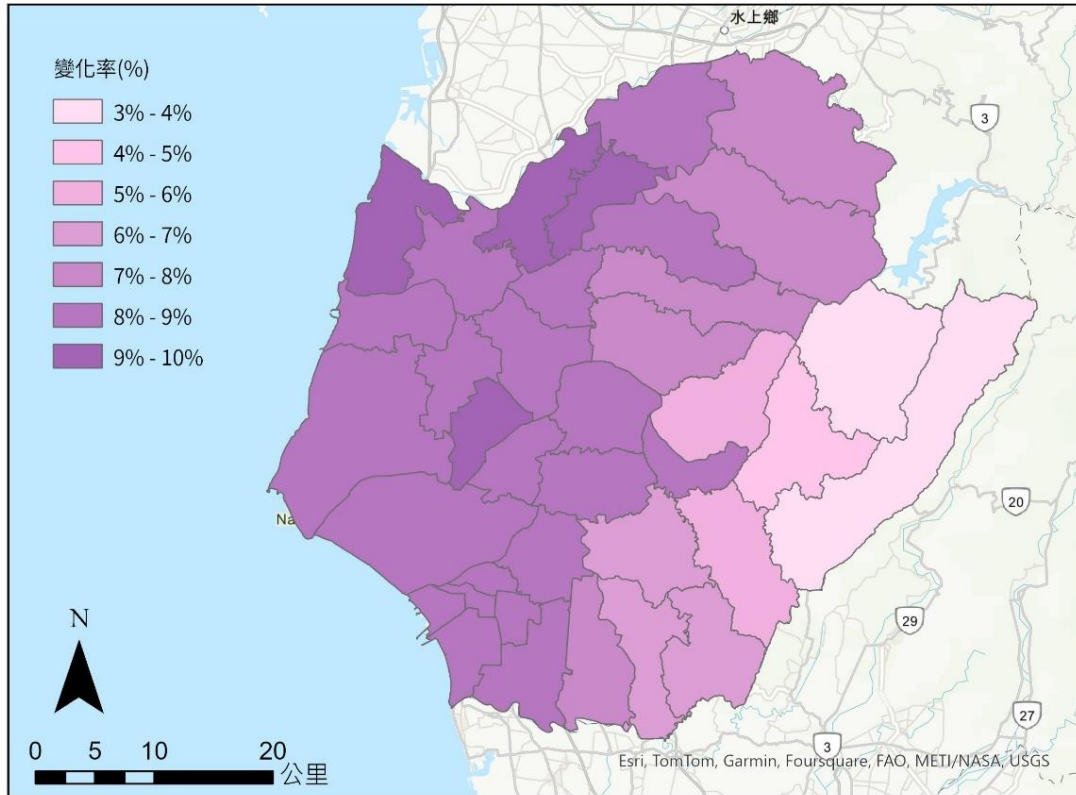 水上鄉
變化率(%)
3% - 4%
4% - 5%
5% - 6%
6% - 7%
7% - 8%
8% - 9%
9% - 10%
3
20
Na
29
N
27
3
0 5 10 20
公里
Esri, TomTom, Garmin, Foursquare, FAO, METI/NASA, USGS